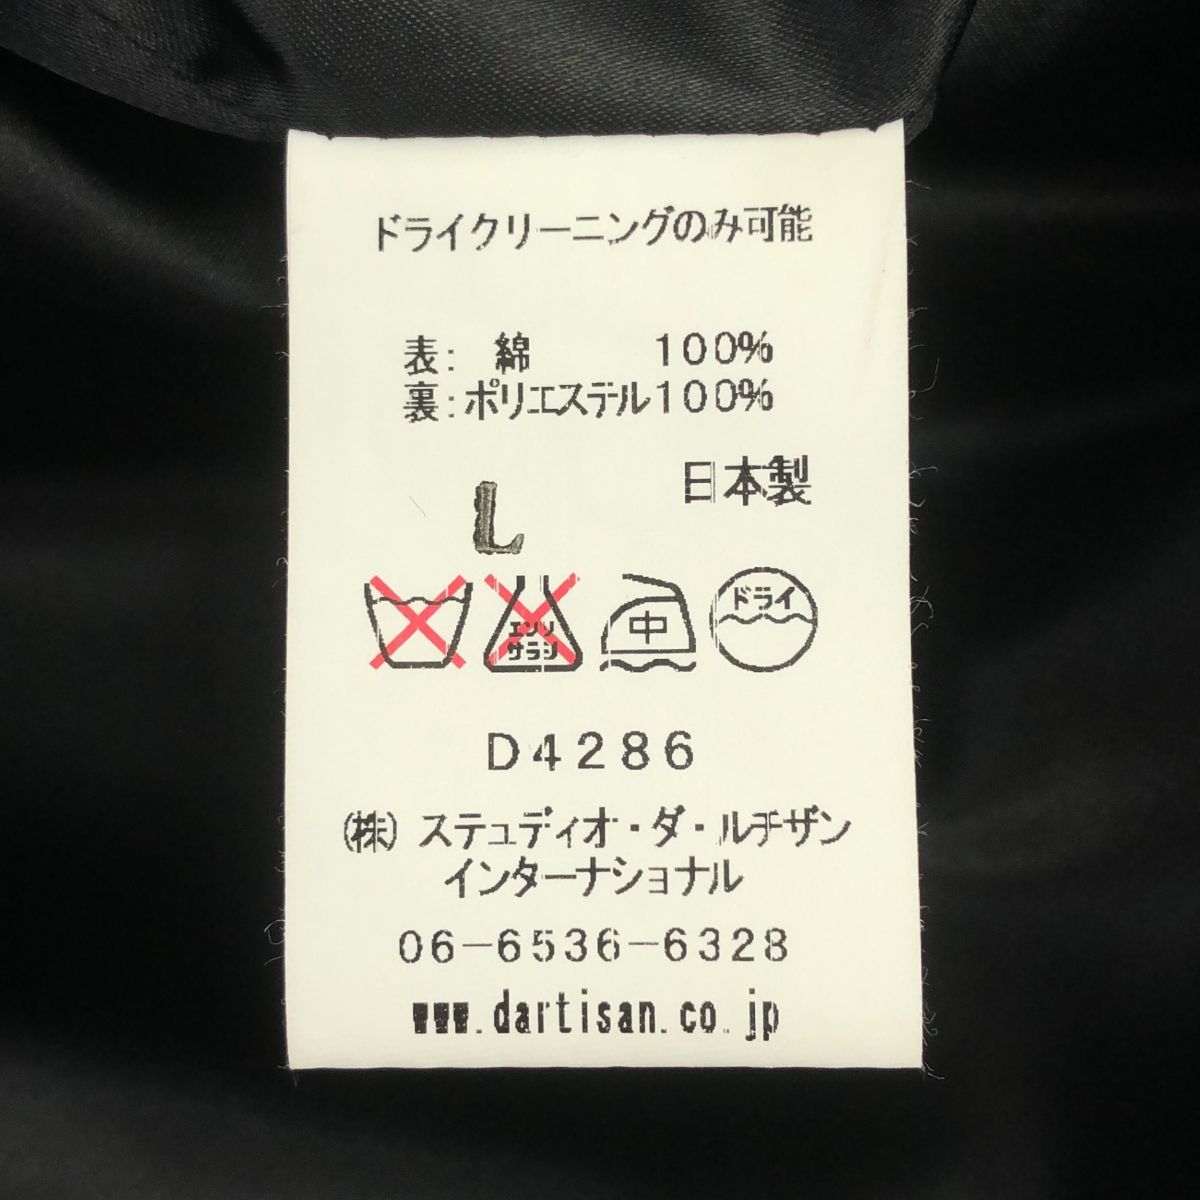 ドライクリーニングのみ可能
表: 綿 100%
裏:ポリエステル100%
日本製
L
エンソ
サラシ
中
ドライ
D4286
(株) ステュディオ・ダ・ルチザン
インターナショナル
06-6536-6328
www.dartisan.co.jp